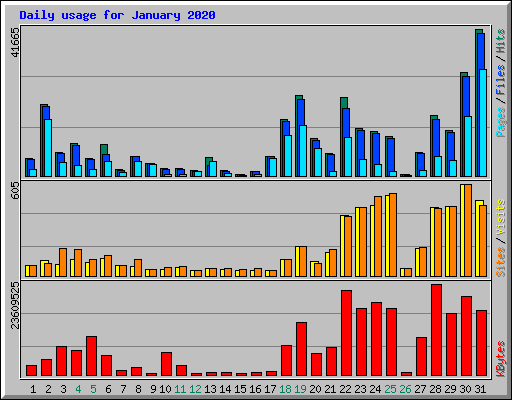 Daily usage for January 2020
41665
Pages / Files / Hits
605
Sites / Visits
23609525
KBytes
1 2 3 4 5 6 7 8 9 10 11 12 13 14 15 16 17 18 19 20 21 22 23 24 25 26 27 28 29 30 31